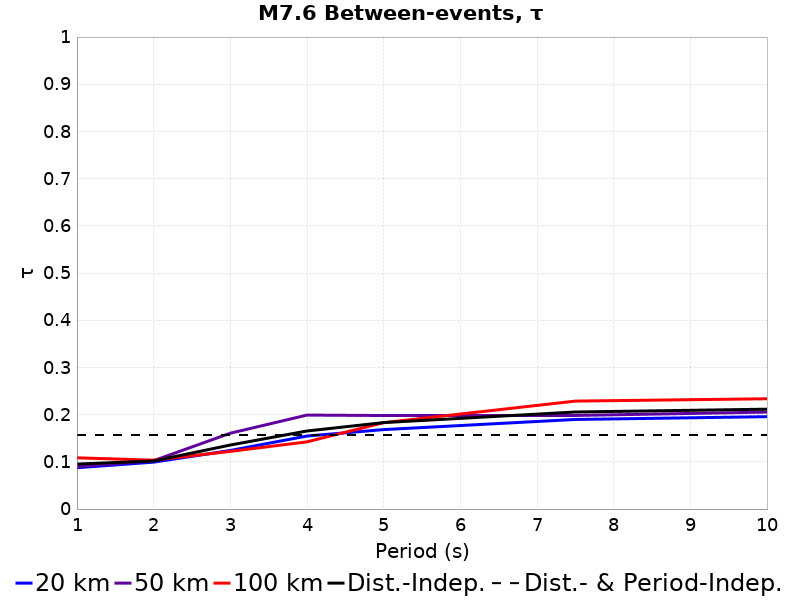 M7.6 Between-events, τ
1
0.9
0.8
0.7
0.6
0.5
0.4
0.3
0.2
0.1
0
τ
1 2 3 4 5 6 7 8 9 10
Period (s)
20 km 50 km 100 km Dist.-Indep. Dist.- & Period-Indep.